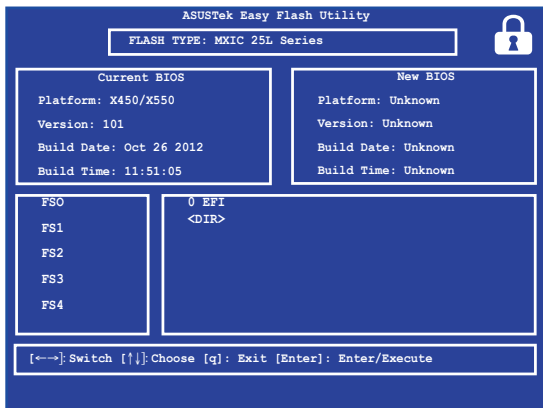 ASUSTek Easy Flash Utility
FLASH TYPE: MXIC 25L Series
Current BIOS
Platform: X450/X550
Version: 101
Build Date: Oct 26 2012
Build Time: 11:51:05
New BIOS
Platform: Unknown
Version: Unknown
Build Date: Unknown
Build Time: Unknown
FSO
FS1
FS2
FS3
FS4
0 EFI
<DIR>
[←→]: Switch [↑↓]: Choose [q]: Exit [Enter]: Enter/Execute